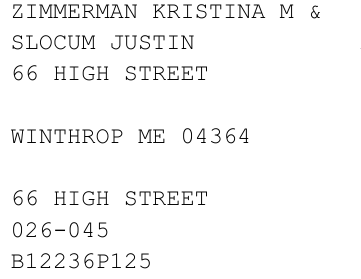 ZIMMERMAN KRISTINA M &
SLOCUM JUSTIN
66 HIGH STREET
WINTHROP ME 04364
66 HIGH STREET
026-045
B12236P125